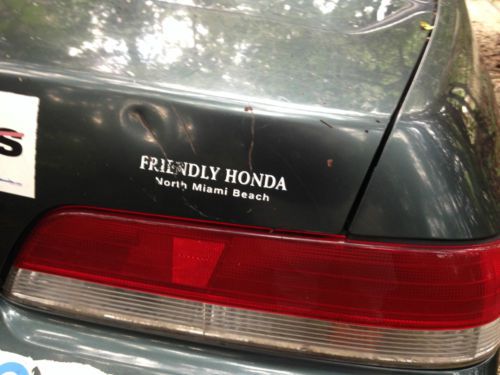 FRIENDLY HONDA
North Miami Beach